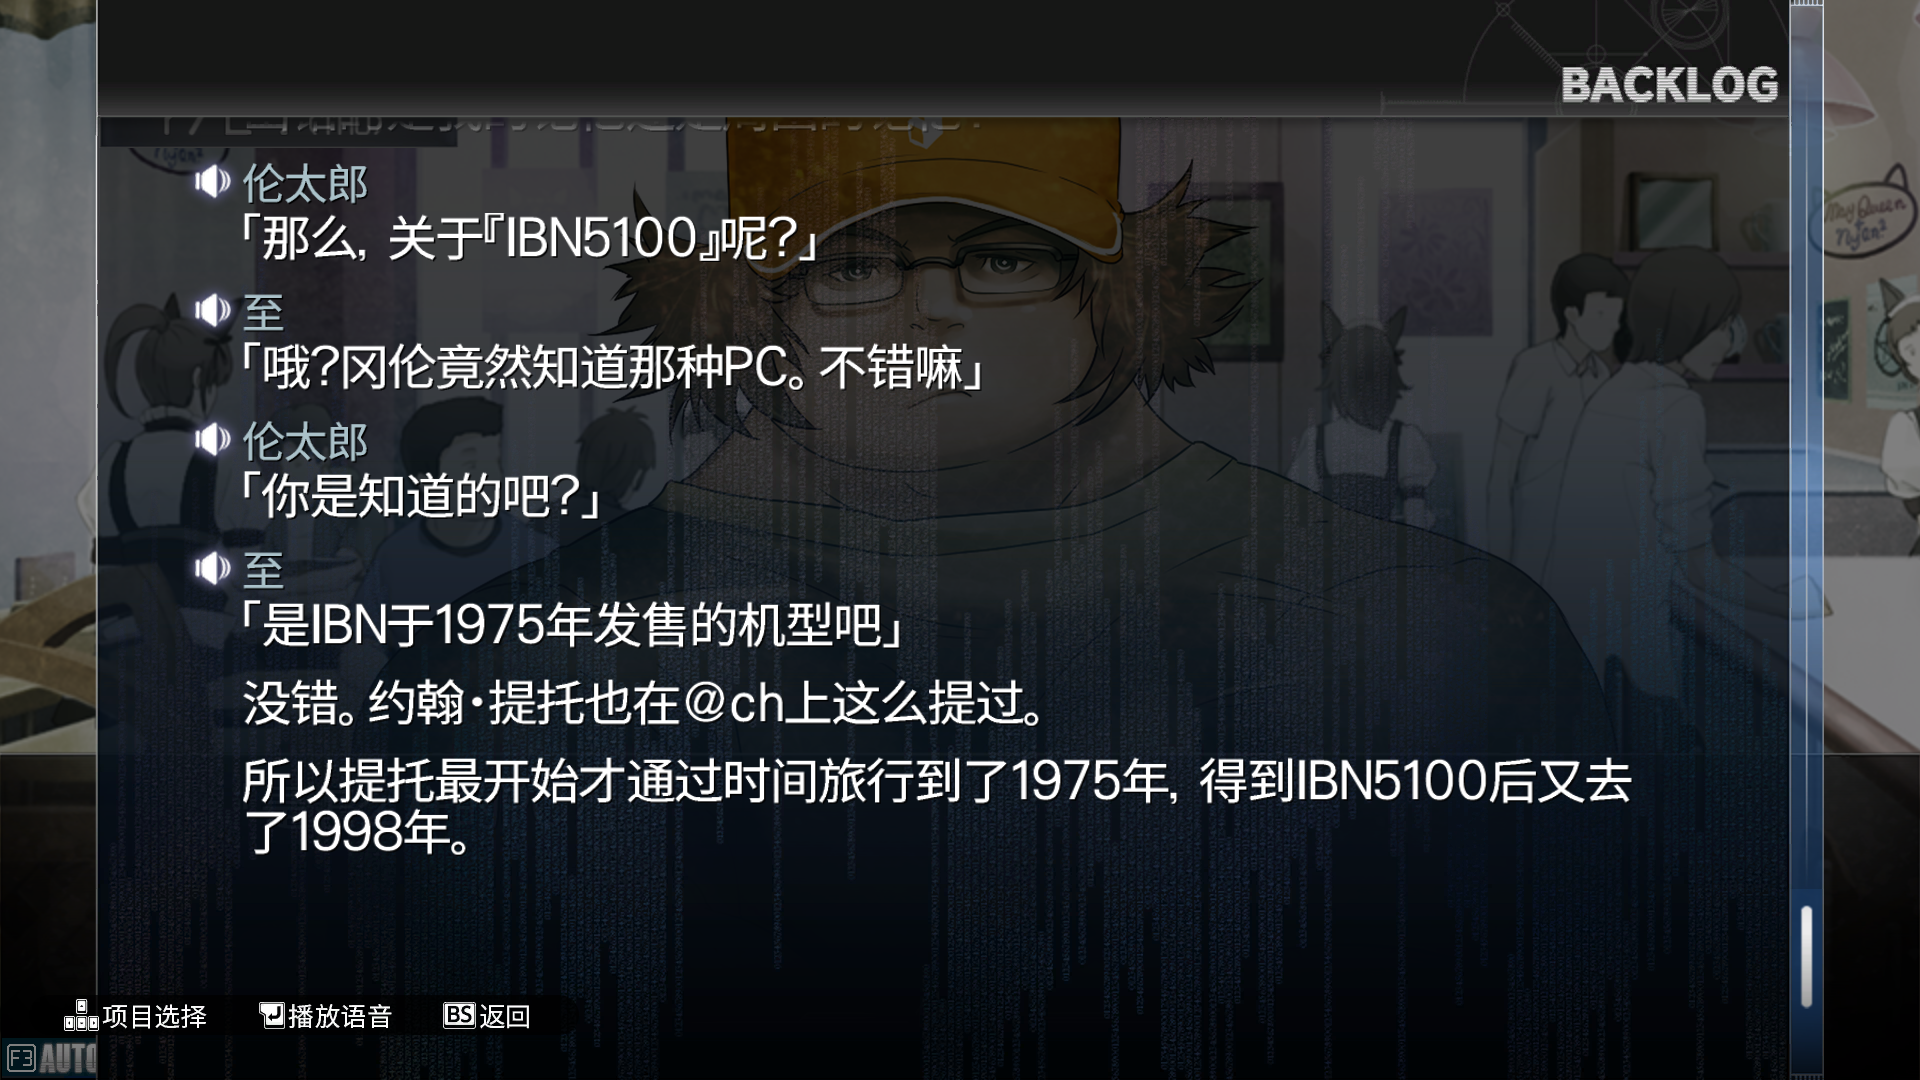 BACKLOG
伦太郎
「那么, 关于『IBN5100』呢?」
至
「哦?冈伦竟然知道那种PC。不错嘛」
伦太郎
「你是知道的吧?」
至
「是IBN于1975年发售的机型吧」
没错。约翰·提托也在@ch上这么提过。
所以提托最开始才通过时间旅行到了1975年, 得到IBN5100后又去
了1998年。
May Queen
Nyan²
项目选择 播放语音 BS 返回
F3 AUTO